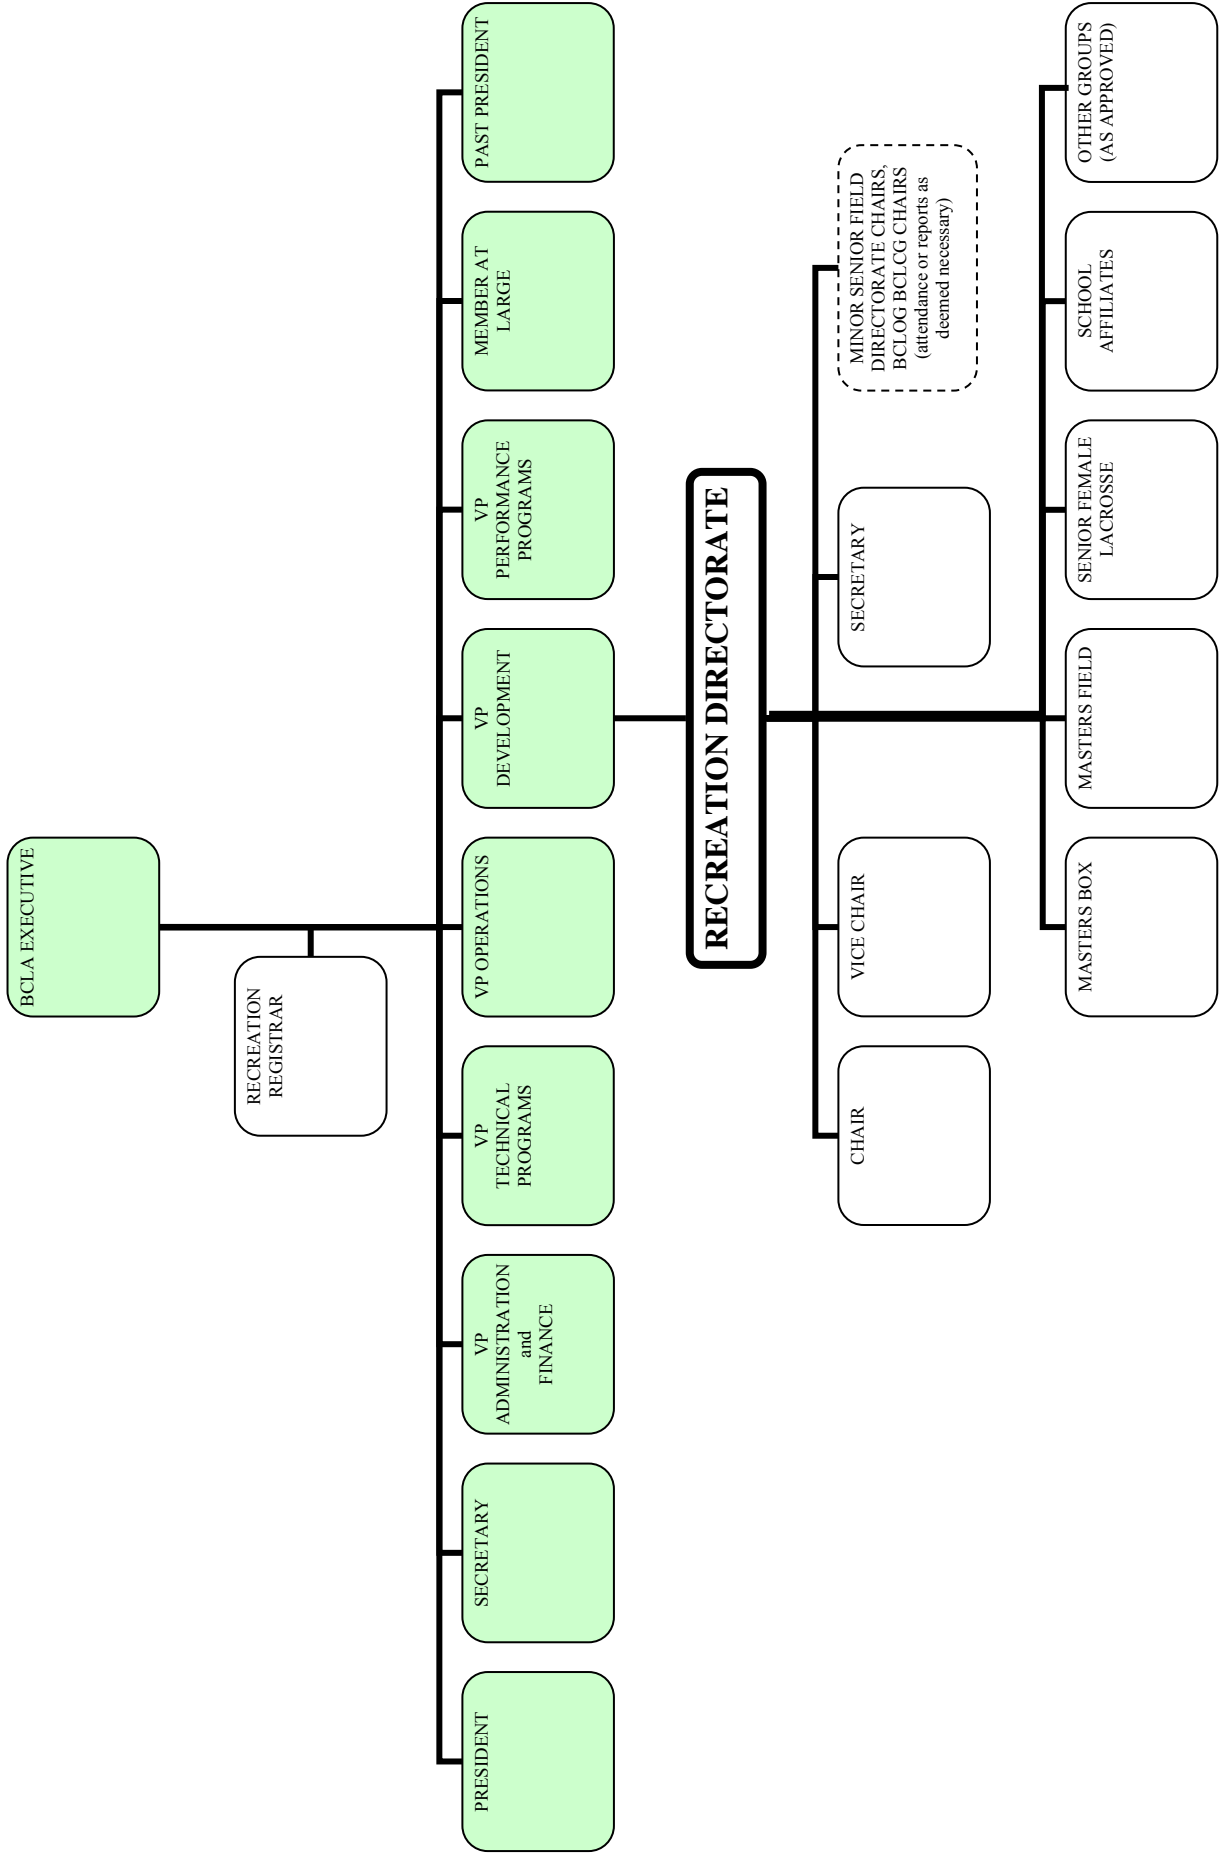 BCLA EXECUTIVE
RECREATION
REGISTRAR
PRESIDENT
SECRETARY
VP
ADMINISTRATION
and
FINANCE
VP
TECHNICAL
PROGRAMS
VP OPERATIONS
VP
DEVELOPMENT
VP
PERFORMANCE
PROGRAMS
MEMBER AT
LARGE
PAST PRESIDENT
RECREATION DIRECTORATE
CHAIR
VICE CHAIR
SECRETARY
MINOR SENIOR FIELD
DIRECTORATE CHAIRS,
BCLOG BCLCG CHAIRS
(attendance or reports as
deemed necessary)
MASTERS BOX
MASTERS FIELD
SENIOR FEMALE
LACROSSE
SCHOOL
AFFILIATES
OTHER GROUPS
(AS APPROVED)